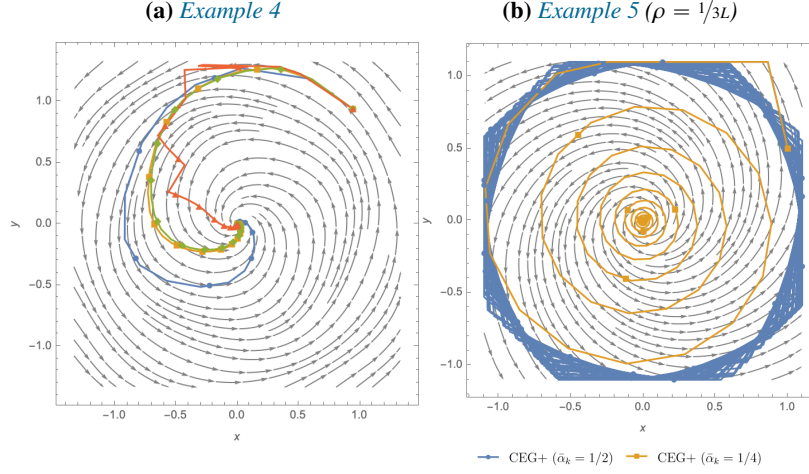 (a) Example 4
(b) Example 5 (ρ = 1/3L)
1.0
0.5
0.0
-0.5
-1.0
y
-1.0 -0.5 0.0 0.5 1.0
x
1.0
0.5
0.0
-0.5
-1.0
y
-1.0 -0.5 0.0 0.5 1.0
x
CEG+ (ᾱₖ = 1/2) CEG+ (ᾱₖ = 1/4)